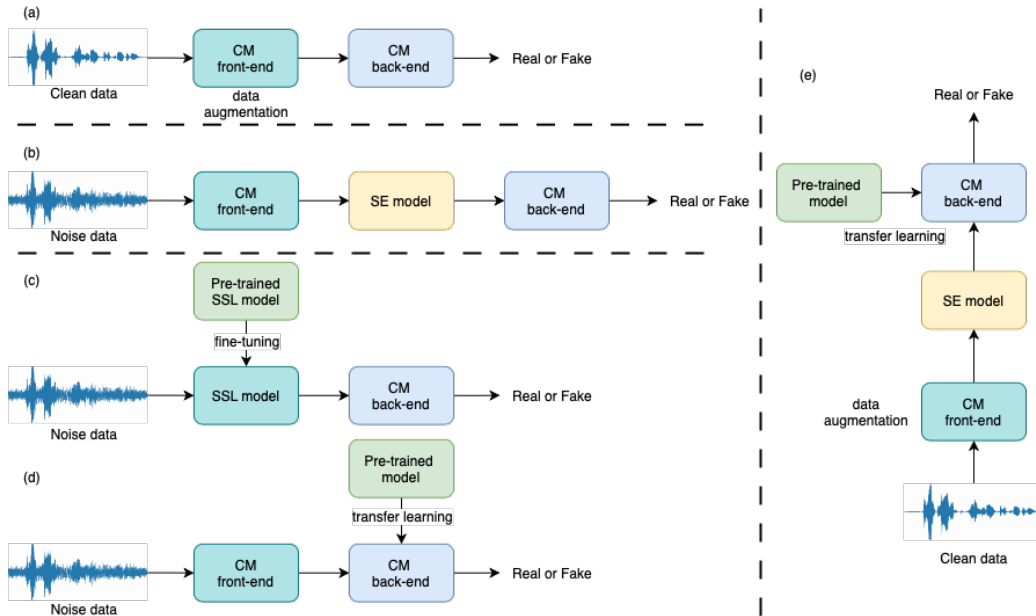 (a)
Clean data
CM
front-end
data
augmentation
CM
back-end
Real or Fake
(b)
Noise data
CM
front-end
SE model
CM
back-end
Real or Fake
(c)
Pre-trained
SSL model
fine-tuning
Noise data
SSL model
CM
back-end
Real or Fake
(d)
Pre-trained
model
transfer learning
Noise data
CM
front-end
CM
back-end
Real or Fake
(e)
Real or Fake
Pre-trained
model
CM
back-end
transfer learning
SE model
data
augmentation
CM
front-end
Clean data